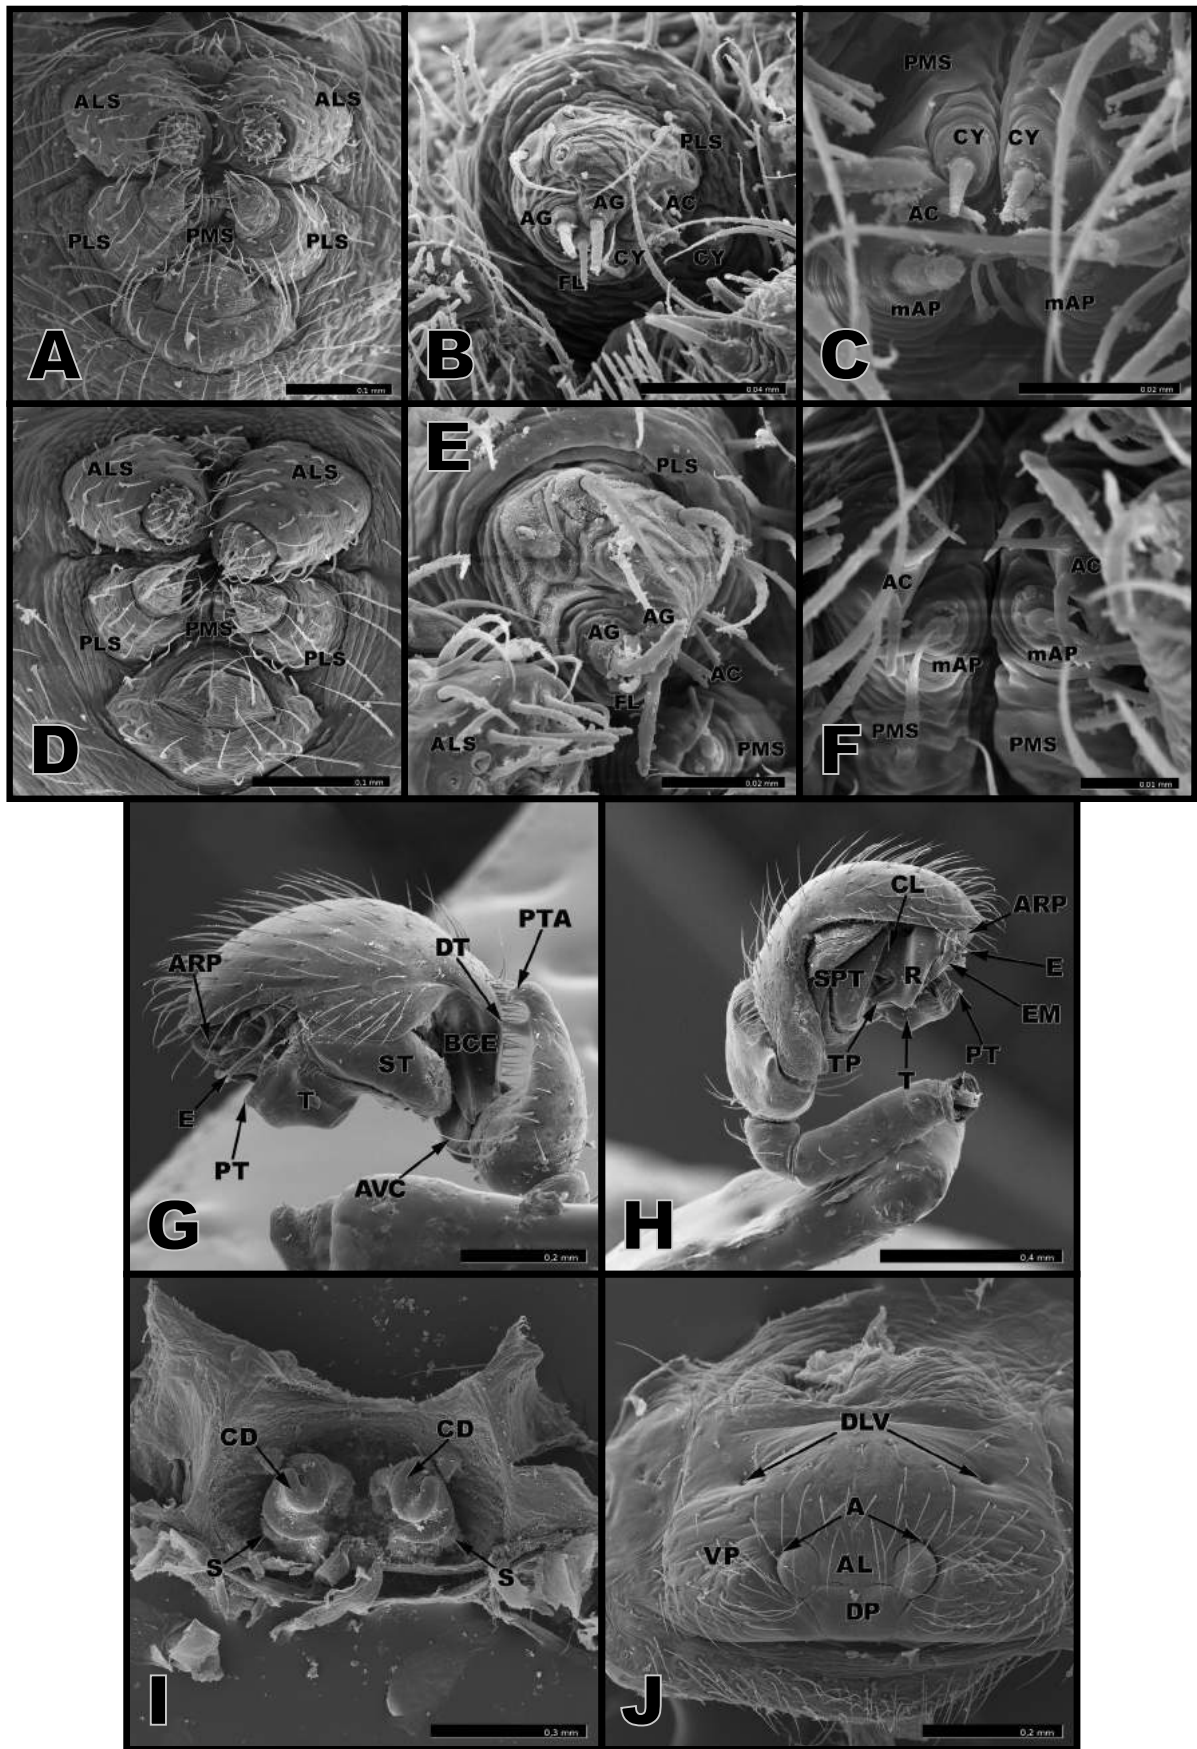 ALS ALS
PLS PMS PLS
A
0.1 mm
PLS
AG AG AC
FL CY CY
B
0.04 mm
PMS
CY CY
AC
mAP mAP
C
0.02 mm
ALS ALS
PLS PMS PLS
D
0.1 mm
E
PLS
AG AG
AC
FL
ALS PMS
0.02 mm
AC AC
mAP mAP
PMS PMS
F
0.01 mm
PTA
DT
ARP
BCE
ST
T
E
PT
AVC
G
0.2 mm
CL
ARP
SPT R E
EM
TP T PT
H
0.4 mm
CD CD
S S
I
0.3 mm
DLV
A
VP AL
DP
J
0.2 mm